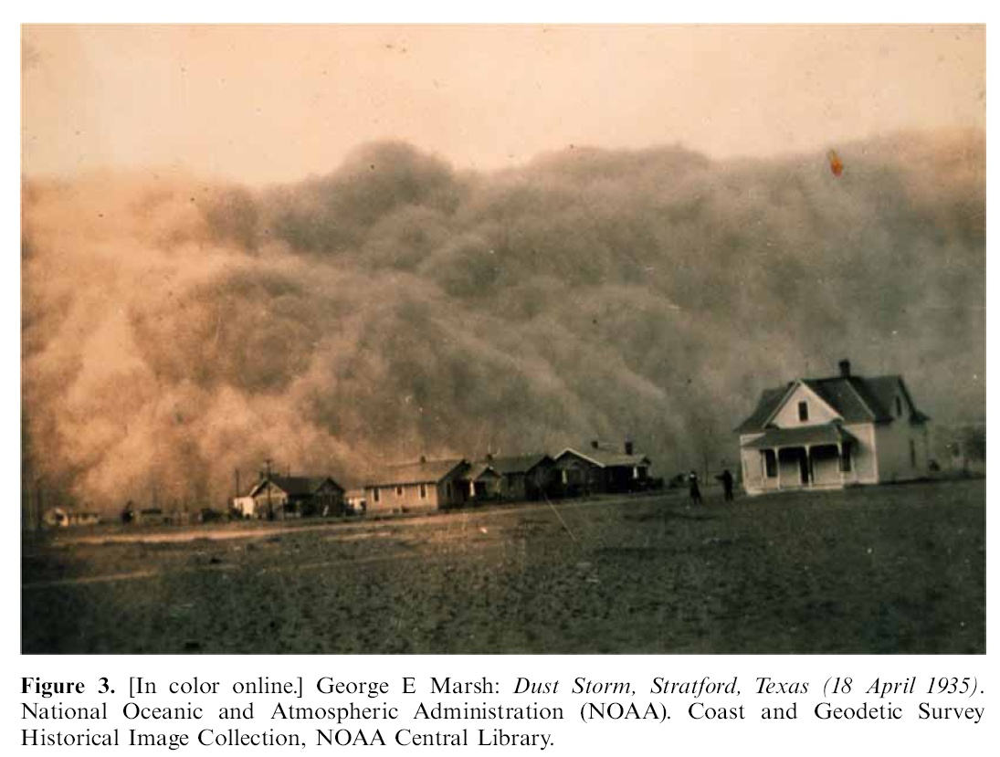 Figure 3. [In color online.] George E Marsh: Dust Storm, Stratford, Texas (18 April 1935).
National Oceanic and Atmospheric Administration (NOAA). Coast and Geodetic Survey
Historical Image Collection, NOAA Central Library.